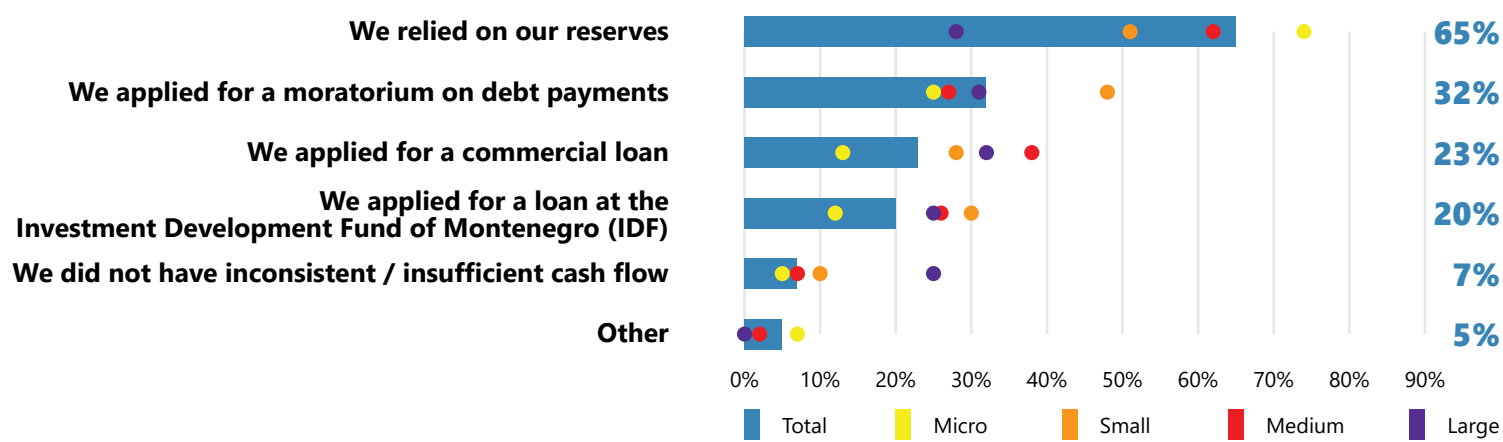 We relied on our reserves 65%
We applied for a moratorium on debt payments 32%
We applied for a commercial loan 23%
We applied for a loan at the
Investment Development Fund of Montenegro (IDF) 20%
We did not have inconsistent / insufficient cash flow 7%
Other 5%
0% 10% 20% 30% 40% 50% 60% 70% 80% 90%
Total Micro Small Medium Large